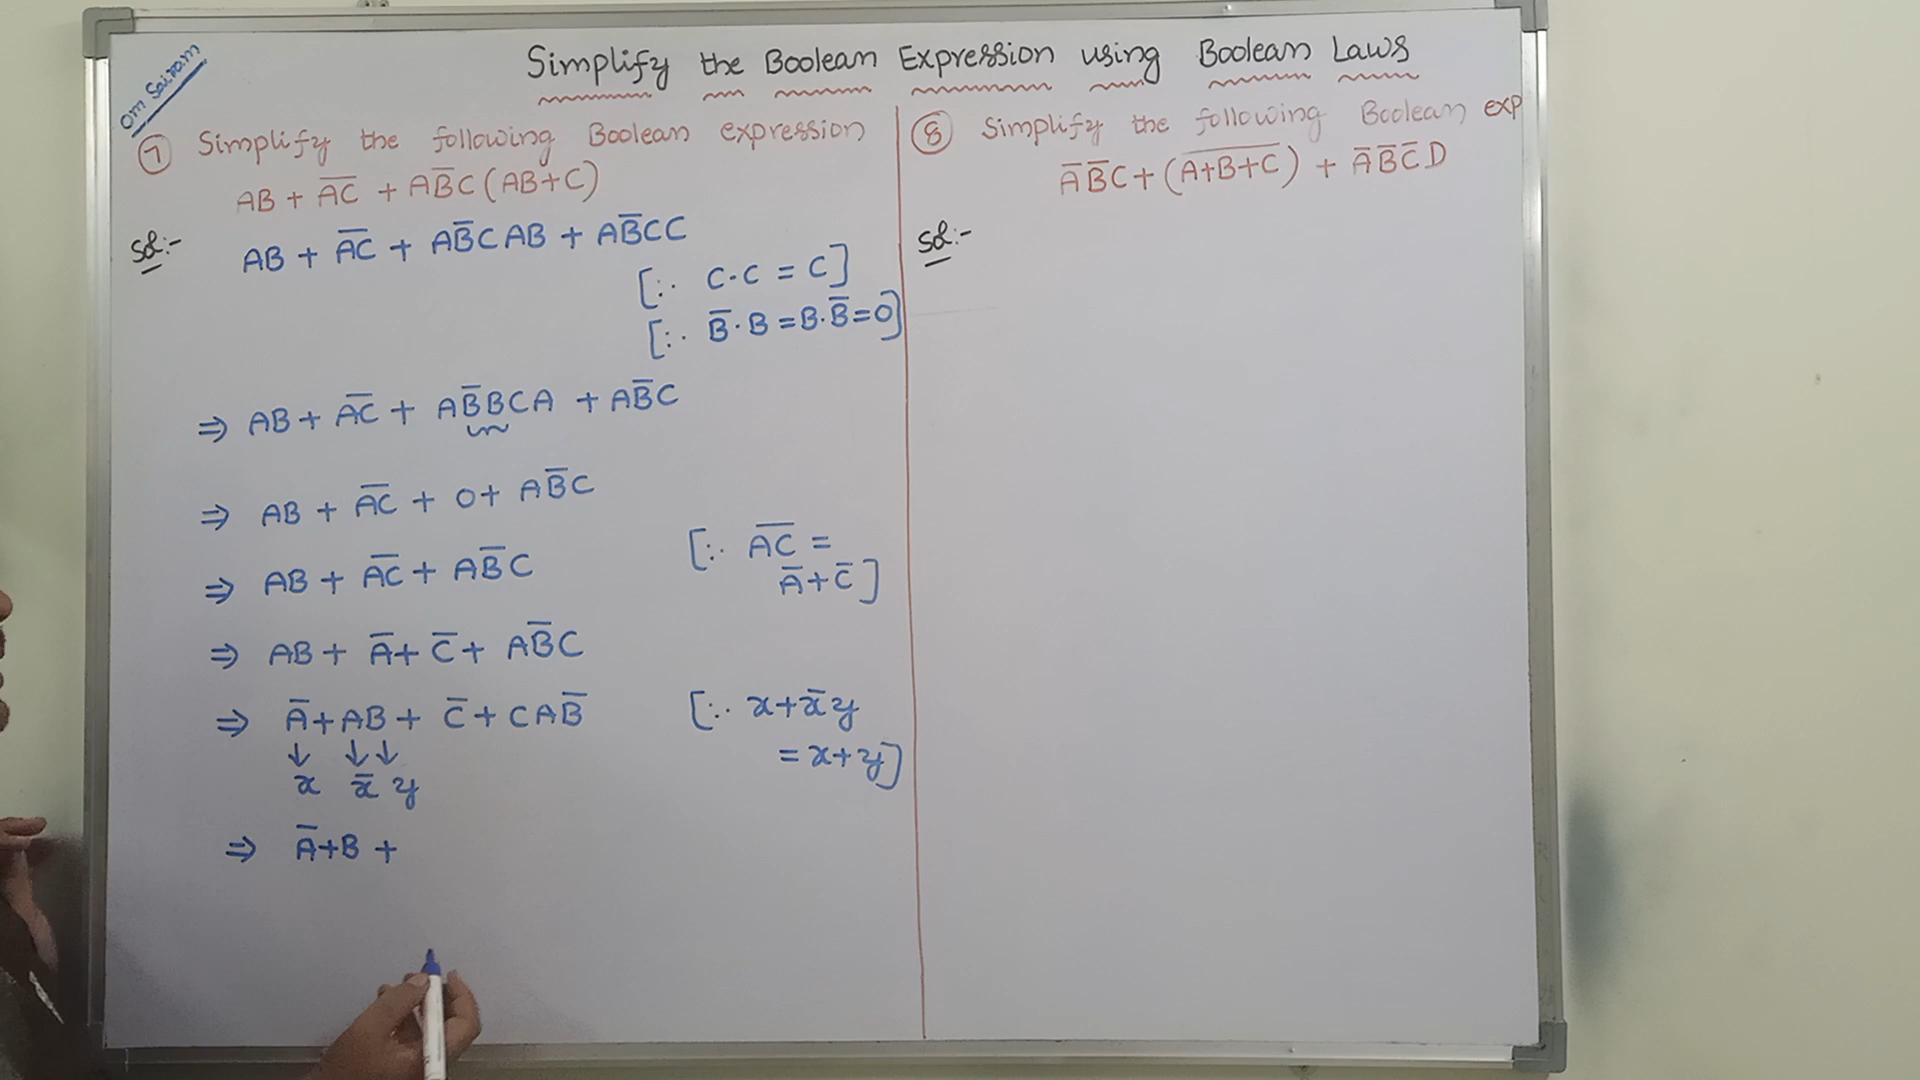 Om Sairam
Simplify the Boolean Expression using Boolean Laws
⑦ Simplify the following Boolean expression
AB + A̅C̅ + AB̅C (AB+C)
Sol:-
AB + A̅C̅ + AB̅CAB + AB̅CC
[∵ C·C = C]
[∵ B̅·B = B·B̅ = 0]
⇒ AB + A̅C̅ + AB̅BCA + AB̅C
⇒ AB + A̅C̅ + 0 + AB̅C
⇒ AB + A̅C̅ + AB̅C
[∵ A̅C̅ =
A̅ + C̅]
⇒ AB + A̅ + C̅ + AB̅C
⇒ A̅ + AB + C̅ + CAB̅
[∵ x + x̅y
= x + y]
↓ ↓↓
x x̅ y
⇒ A̅ + B +
⑧ Simplify the following Boolean exp
A̅B̅C + (A̅+̅B̅+̅C̅) + A̅B̅C̅D
Sol:-